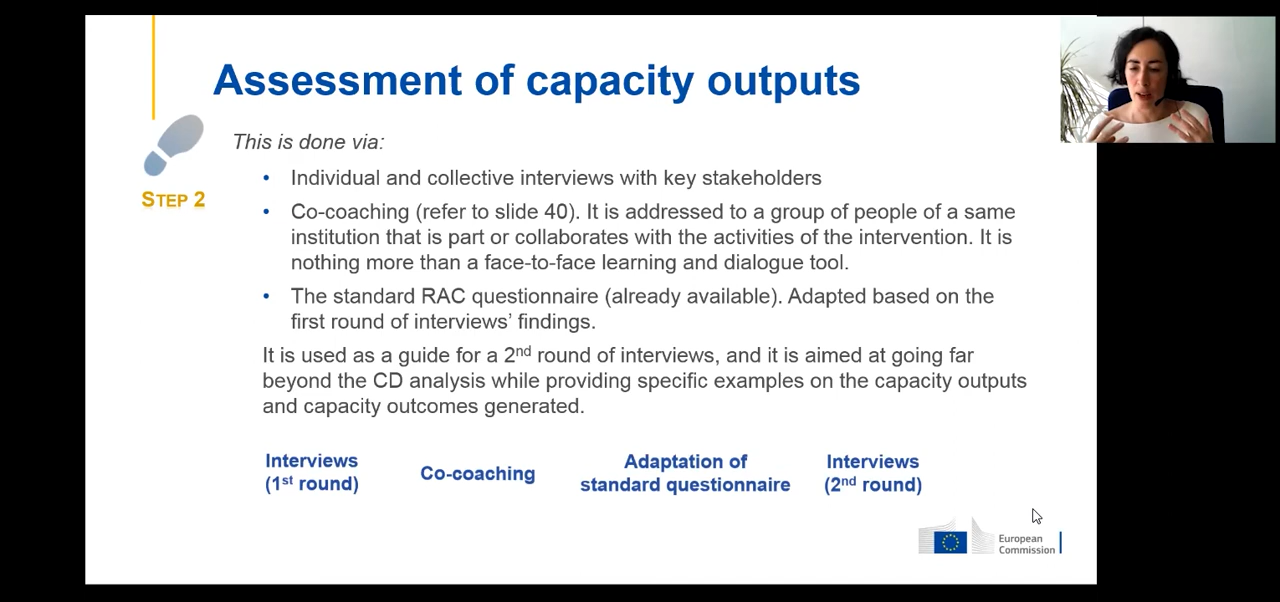 Assessment of capacity outputs
This is done via:
STEP 2
• Individual and collective interviews with key stakeholders
• Co-coaching (refer to slide 40). It is addressed to a group of people of a same
institution that is part or collaborates with the activities of the intervention. It is
nothing more than a face-to-face learning and dialogue tool.
• The standard RAC questionnaire (already available). Adapted based on the
first round of interviews’ findings.
It is used as a guide for a 2nd round of interviews, and it is aimed at going far
beyond the CD analysis while providing specific examples on the capacity outputs
and capacity outcomes generated.
Interviews
(1st round)
Co-coaching
Adaptation of
standard questionnaire
Interviews
(2nd round)
European
Commission